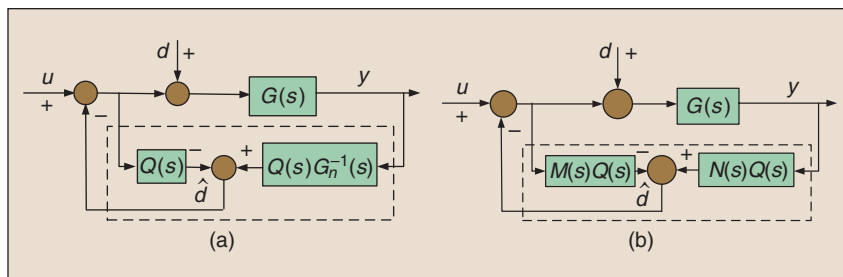 d +
u
+
−
G(s)
y
Q(s)
−
+
Q(s)G_n^{-1}(s)
d̂
(a)
d +
u
+
−
G(s)
y
M(s)Q(s)
−
+
N(s)Q(s)
d̂
(b)